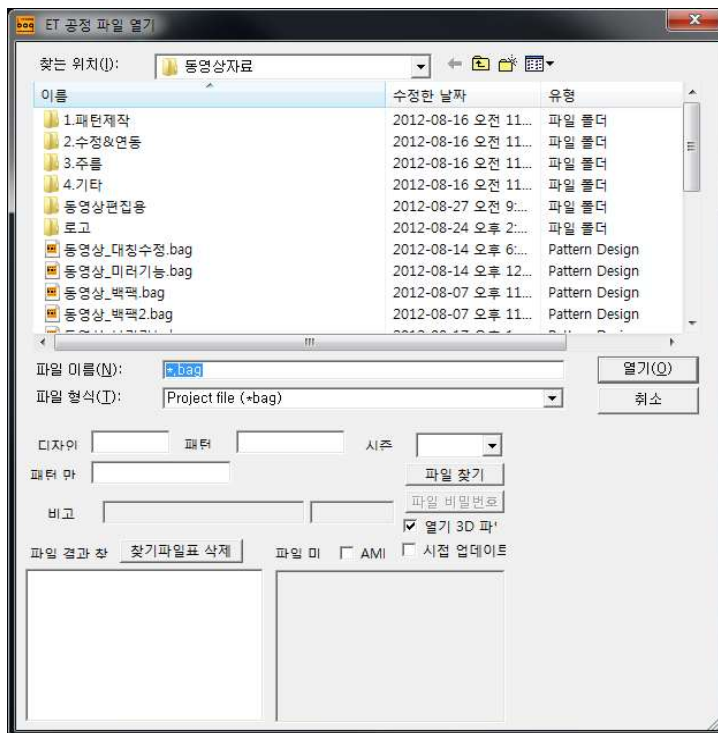 bag ET 공정 파일 열기
찾는 위치(I): 동영상자료
이름 수정한 날짜 유형
1.패턴제작 2012-08-16 오전 11... 파일 폴더
2.수정&연동 2012-08-16 오전 11... 파일 폴더
3.주름 2012-08-16 오전 11... 파일 폴더
4.기타 2012-08-16 오전 11... 파일 폴더
동영상편집용 2012-08-27 오전 9:... 파일 폴더
로고 2012-08-24 오후 2:... 파일 폴더
동영상_대칭수정.bag 2012-08-14 오후 6:... Pattern Design
동영상_미러기능.bag 2012-08-14 오후 12... Pattern Design
동영상_백팩.bag 2012-08-07 오후 11... Pattern Design
동영상_백팩2.bag 2012-08-07 오후 11... Pattern Design
파일 이름(N): *.bag 열기(O)
파일 형식(T): Project file (*bag) 취소
디자인 패턴 시즌
패턴 만 파일 찾기
비고 파일 비밀번호
열기 3D 파
파일 결과 창 찾기파일표 삭제 파일 미 AMI 시접 업데이트